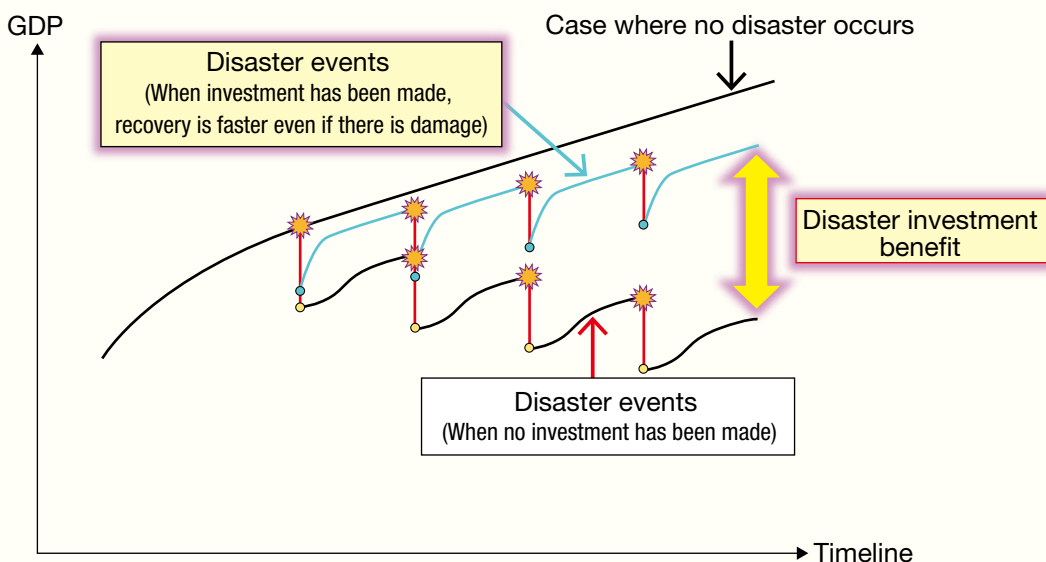 GDP
Case where no disaster occurs
Disaster events
(When investment has been made,
recovery is faster even if there is damage)
Disaster investment
benefit
Disaster events
(When no investment has been made)
Timeline